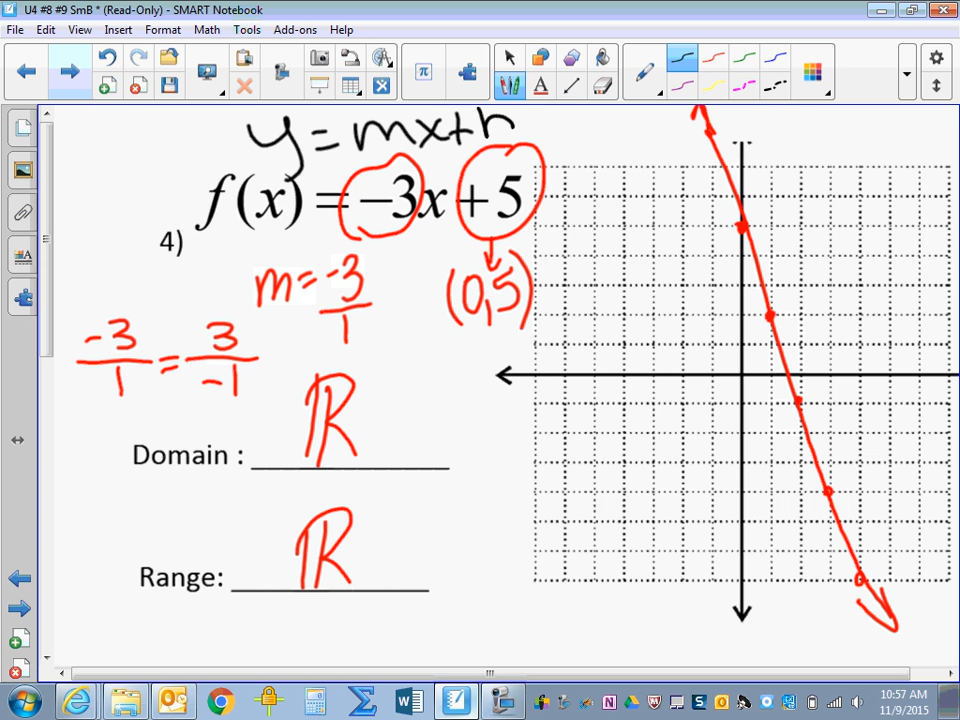 U4 #8 #9 SmB * (Read-Only) - SMART Notebook
File Edit View Insert Format Math Tools Add-ons Help
π
A
y = mx+b
f(x) = −3x +5
4)
m = -3/1
(0,5)
-3/1 = 3/-1
Domain : ℝ
Range: ℝ
10:57 AM
11/9/2015